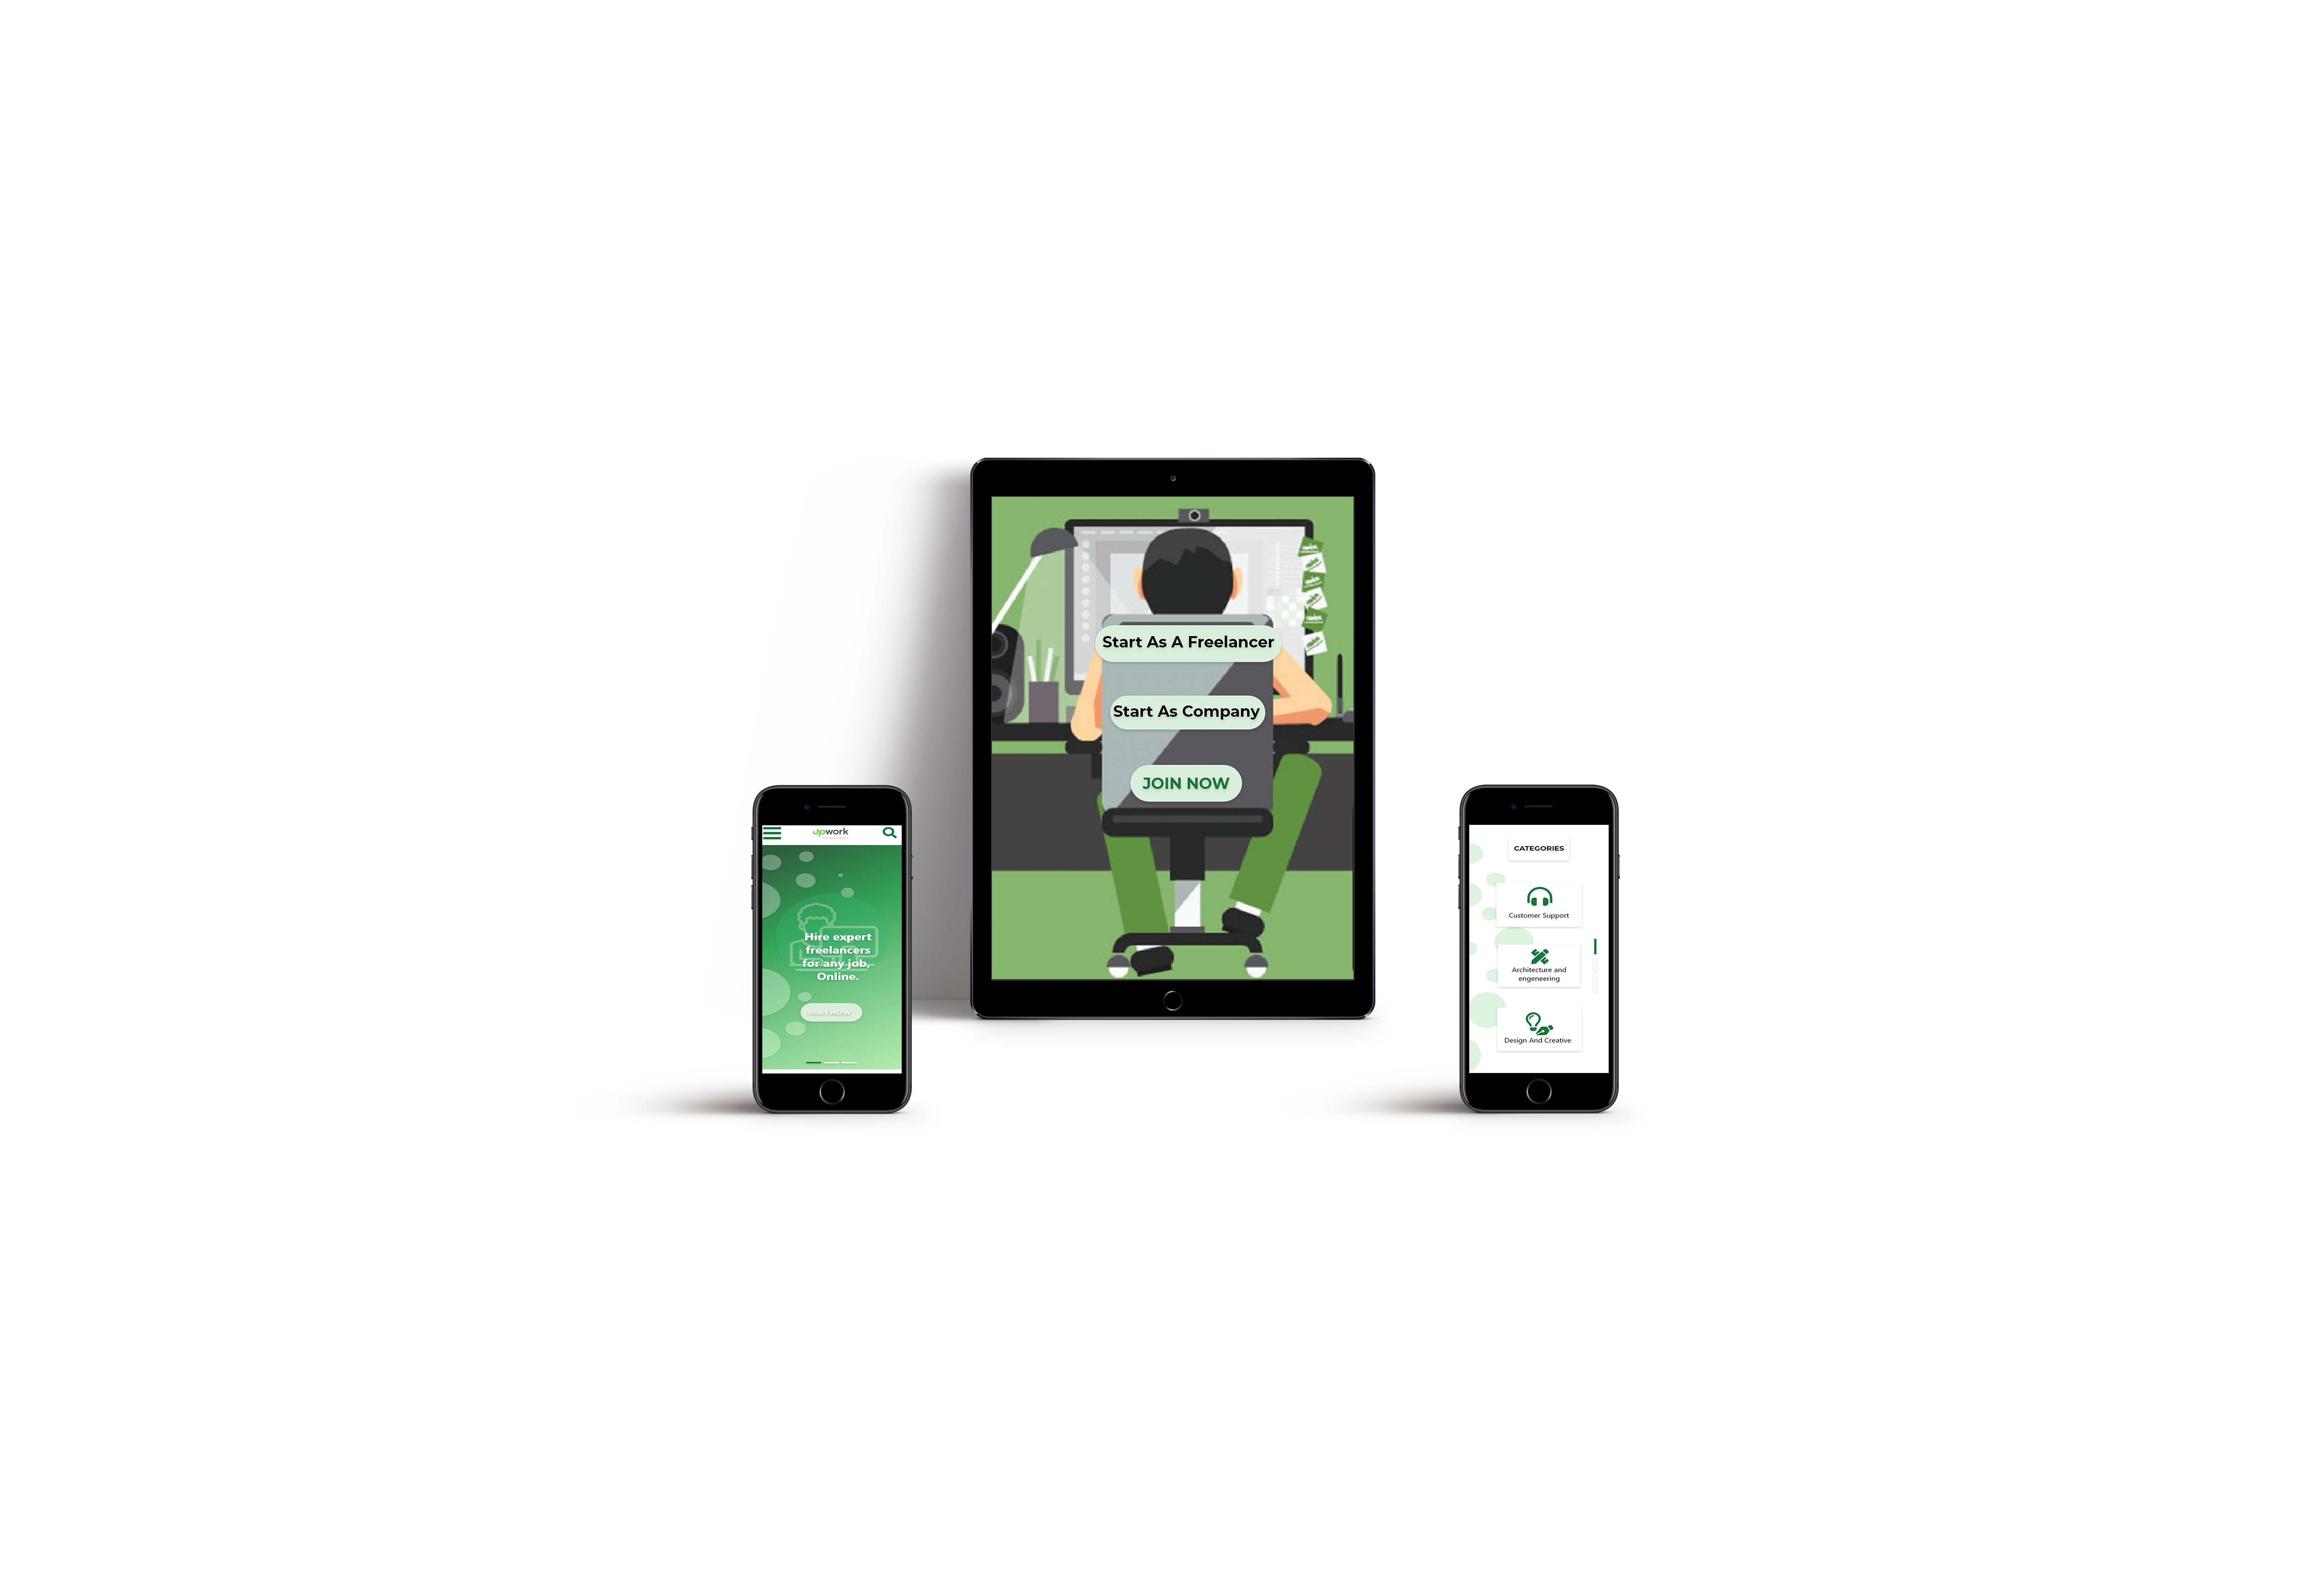 Start As A Freelancer
Start As Company
JOIN NOW
upwork
Hire expert
freelancers
for any job,
Online.
Start NOW
CATEGORIES
Customer Support
Architecture and
engeneering
Design And Creative